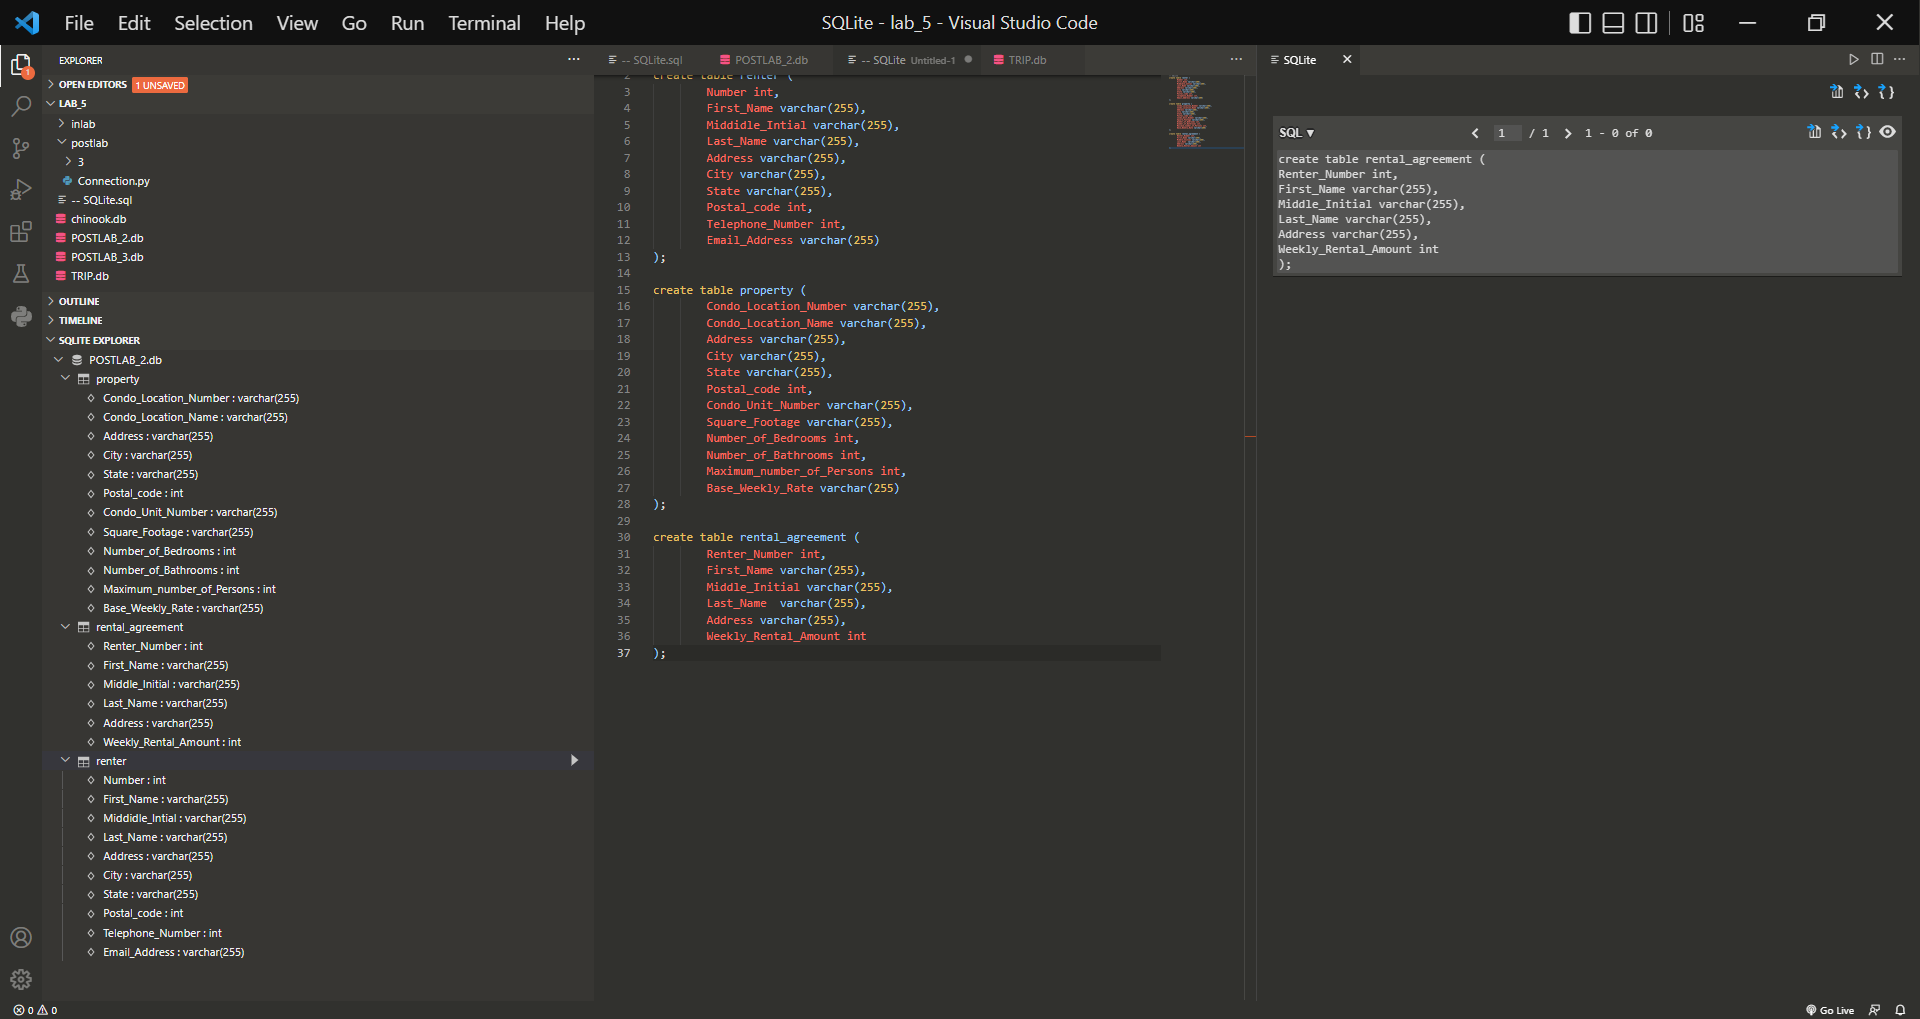 File Edit Selection View Go Run Terminal Help
SQLite - lab_5 - Visual Studio Code
EXPLORER
OPEN EDITORS 1 UNSAVED
LAB_5
inlab
postlab
3
Connection.py
-- SQLite.sql
chinook.db
POSTLAB_2.db
POSTLAB_3.db
TRIP.db
OUTLINE
TIMELINE
SQLITE EXPLORER
POSTLAB_2.db
property
Condo_Location_Number : varchar(255)
Condo_Location_Name : varchar(255)
Address : varchar(255)
City : varchar(255)
State : varchar(255)
Postal_code : int
Condo_Unit_Number : varchar(255)
Square_Footage : varchar(255)
Number_of_Bedrooms : int
Number_of_Bathrooms : int
Maximum_number_of_Persons : int
Base_Weekly_Rate : varchar(255)
rental_agreement
Renter_Number : int
First_Name : varchar(255)
Middle_Initial : varchar(255)
Last_Name : varchar(255)
Address : varchar(255)
Weekly_Rental_Amount : int
renter
Number : int
First_Name : varchar(255)
Middidle_Intial : varchar(255)
Last_Name : varchar(255)
Address : varchar(255)
City : varchar(255)
State : varchar(255)
Postal_code : int
Telephone_Number : int
Email_Address : varchar(255)
-- SQLite.sql POSTLAB_2.db -- SQLite Untitled-1 TRIP.db
2 create table renter (
3 Number int,
4 First_Name varchar(255),
5 Middidle_Intial varchar(255),
6 Last_Name varchar(255),
7 Address varchar(255),
8 City varchar(255),
9 State varchar(255),
10 Postal_code int,
11 Telephone_Number int,
12 Email_Address varchar(255)
13 );
14
15 create table property (
16 Condo_Location_Number varchar(255),
17 Condo_Location_Name varchar(255),
18 Address varchar(255),
19 City varchar(255),
20 State varchar(255),
21 Postal_code int,
22 Condo_Unit_Number varchar(255),
23 Square_Footage varchar(255),
24 Number_of_Bedrooms int,
25 Number_of_Bathrooms int,
26 Maximum_number_of_Persons int,
27 Base_Weekly_Rate varchar(255)
28 );
29
30 create table rental_agreement (
31 Renter_Number int,
32 First_Name varchar(255),
33 Middle_Initial varchar(255),
34 Last_Name  varchar(255),
35 Address varchar(255),
36 Weekly_Rental_Amount int
37 );
SQLite
SQL ▼ < 1 / 1 > 1 - 0 of 0
create table rental_agreement (
Renter_Number int,
First_Name varchar(255),
Middle_Initial varchar(255),
Last_Name varchar(255),
Address varchar(255),
Weekly_Rental_Amount int
);
0 0
Go Live